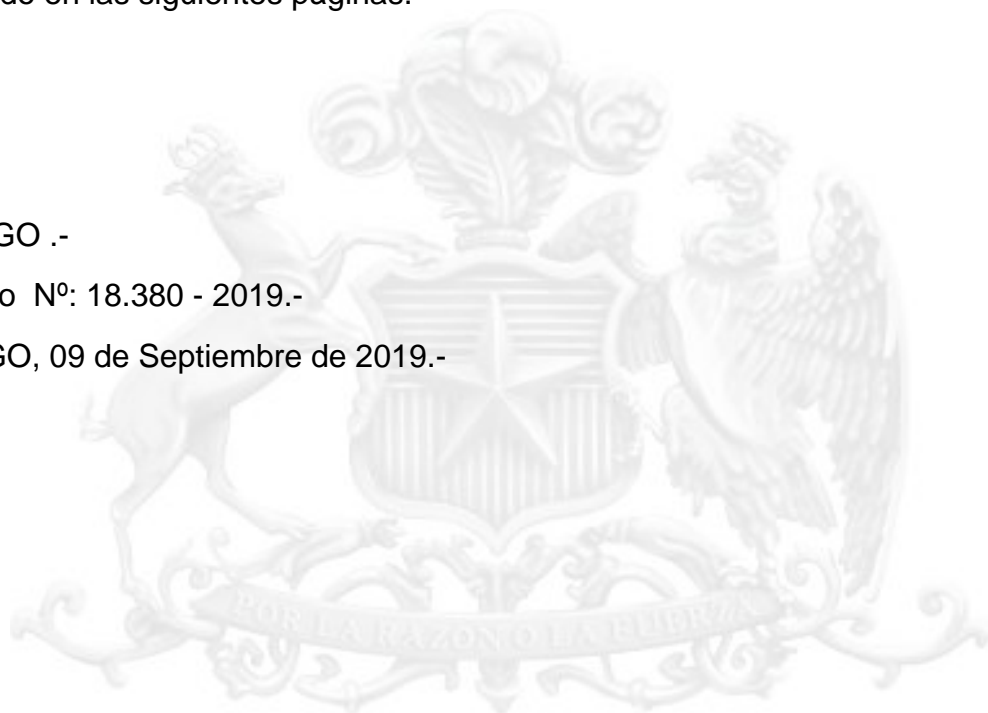 do en las siguientes páginas.
GO .-
o Nº: 18.380 - 2019.-
GO, 09 de Septiembre de 2019.-
POR LA RAZON O LA FUERZA